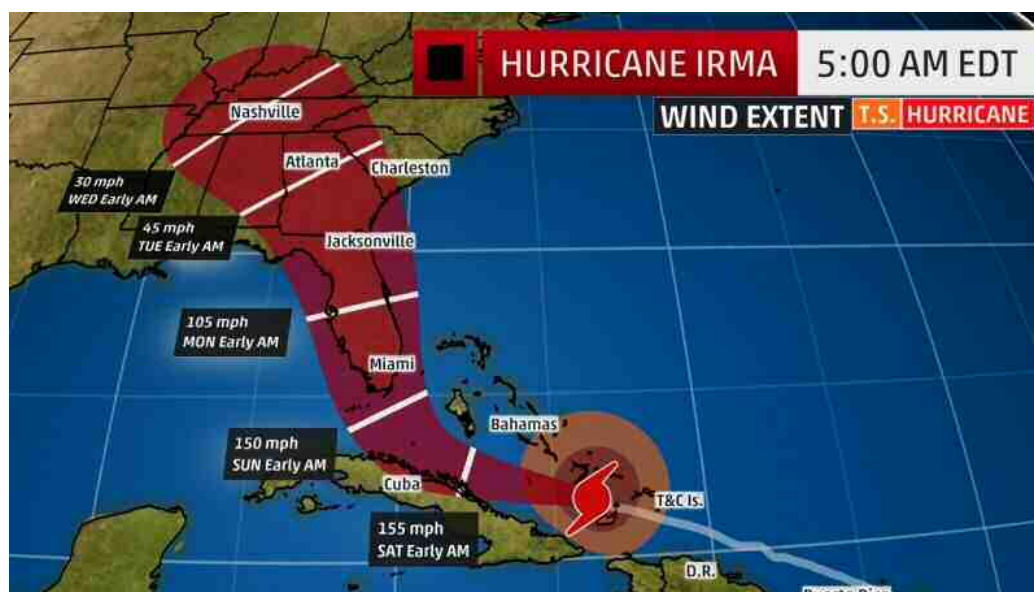 HURRICANE IRMA
5:00 AM EDT
WIND EXTENT T.S. HURRICANE
Nashville
Atlanta
Charleston
30 mph
WED Early AM
45 mph
TUE Early AM
Jacksonville
105 mph
MON Early AM
Miami
Bahamas
150 mph
SUN Early AM
Cuba
T&C Is.
155 mph
SAT Early AM
D.R.